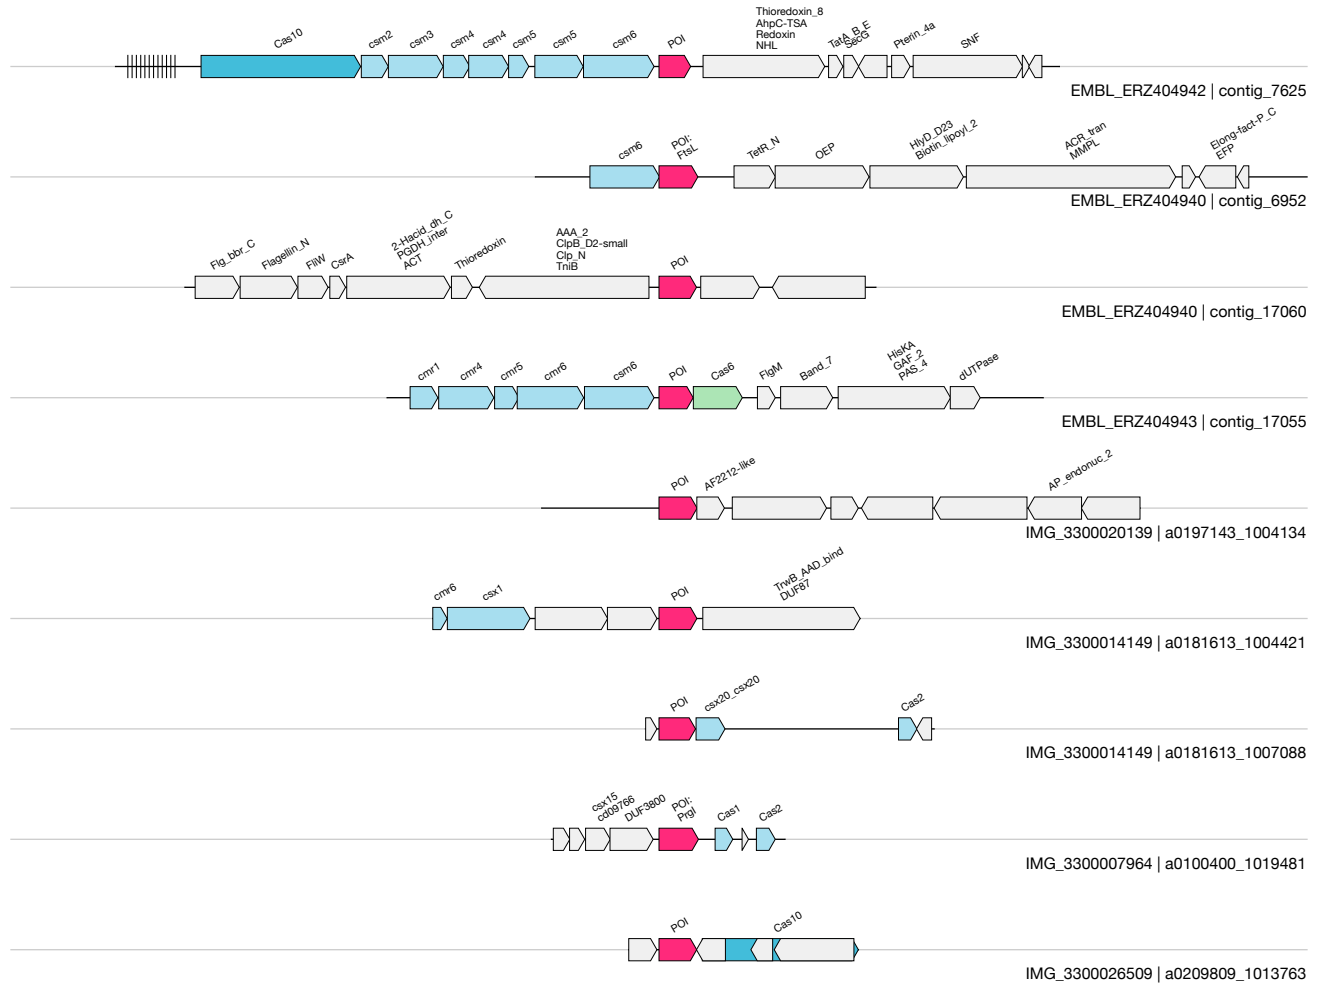 Cas10
csm2
csm3
csm4
csm4
csm5
csm5
csm6
POI
Thioredoxin_8
AhpC-TSA
Redoxin
NHL
TatA_B_E
SecG
Pterin_4a
SNF
EMBL_ERZ404942 | contig_7625
csm6
POI:
FtsL
TetR_N
OEP
HlyD_D23
Biotin_lipoyl_2
ACR_tran
MMPL
Elong-fact-P_C
EFP
EMBL_ERZ404940 | contig_6952
Flg_bbr_C
Flagellin_N
FliW
CsrA
2-Hacid_dh_C
PGDH_inter
ACT
Thioredoxin
AAA_2
ClpB_D2-small
Clp_N
TniB
POI
EMBL_ERZ404940 | contig_17060
cmr1
cmr4
cmr5
cmr6
csm6
POI
Cas6
FlgM
Band_7
HisKA
GAF_2
PAS_4
dUTPase
EMBL_ERZ404943 | contig_17055
POI
AF2212-like
AP_endonuc_2
IMG_3300020139 | a0197143_1004134
cmr6
csx1
POI
TrwB_AAD_bind
DUF87
IMG_3300014149 | a0181613_1004421
POI
csx20_csx20
Cas2
IMG_3300014149 | a0181613_1007088
csx15
cd09766
DUF3800
POI:
PrgI
Cas1
Cas2
IMG_3300007964 | a0100400_1019481
POI
Cas10
IMG_3300026509 | a0209809_1013763